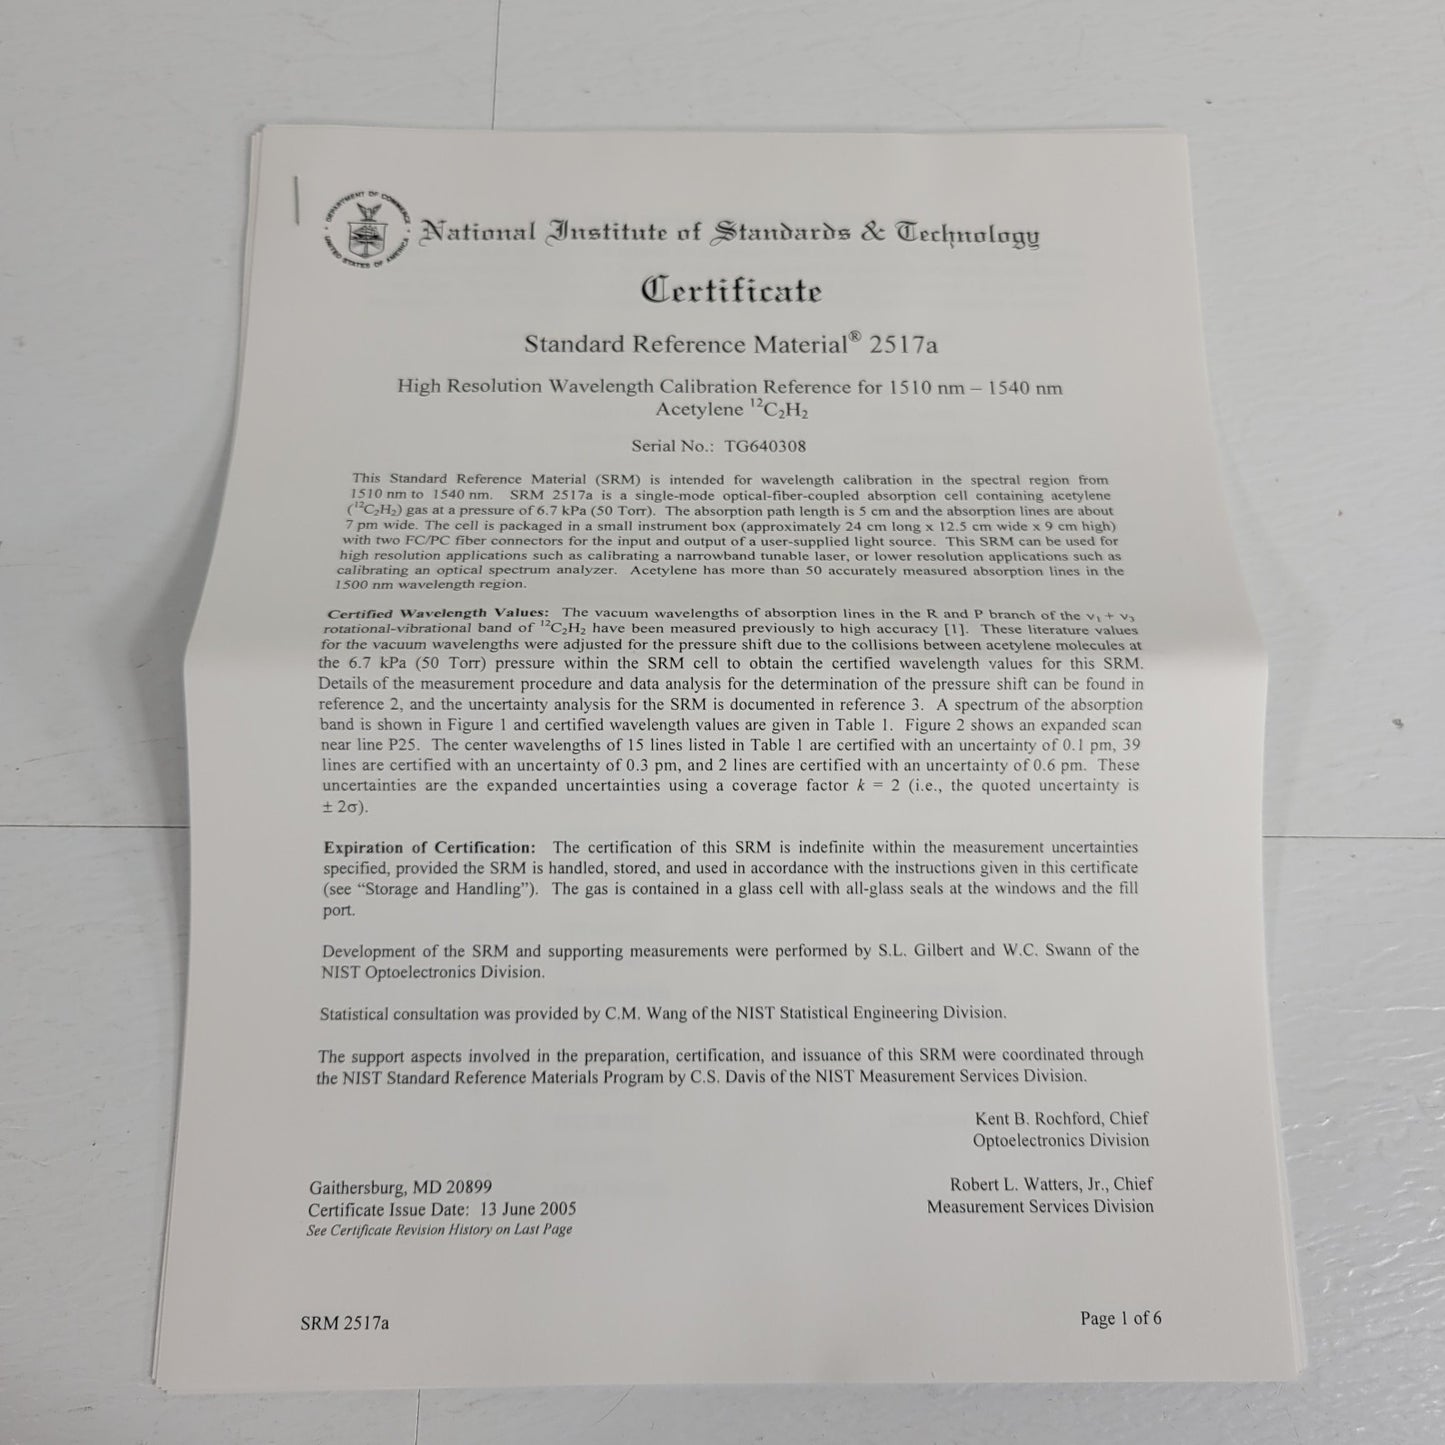 DEPARTMENT OF COMMERCE
UNITED STATES OF AMERICA
National Institute of Standards & Technology
Certificate
Standard Reference Material® 2517a
High Resolution Wavelength Calibration Reference for 1510 nm – 1540 nm
Acetylene ¹²C₂H₂
Serial No.: TG640308
This Standard Reference Material (SRM) is intended for wavelength calibration in the spectral region from
1510 nm to 1540 nm. SRM 2517a is a single-mode optical-fiber-coupled absorption cell containing acetylene
(¹²C₂H₂) gas at a pressure of 6.7 kPa (50 Torr). The absorption path length is 5 cm and the absorption lines are about
7 pm wide. The cell is packaged in a small instrument box (approximately 24 cm long x 12.5 cm wide x 9 cm high)
with two FC/PC fiber connectors for the input and output of a user-supplied light source. This SRM can be used for
high resolution applications such as calibrating a narrowband tunable laser, or lower resolution applications such as
calibrating an optical spectrum analyzer. Acetylene has more than 50 accurately measured absorption lines in the
1500 nm wavelength region.
Certified Wavelength Values: The vacuum wavelengths of absorption lines in the R and P branch of the ν₁ + ν₃
rotational-vibrational band of ¹²C₂H₂ have been measured previously to high accuracy [1]. These literature values
for the vacuum wavelengths were adjusted for the pressure shift due to the collisions between acetylene molecules at
the 6.7 kPa (50 Torr) pressure within the SRM cell to obtain the certified wavelength values for this SRM.
Details of the measurement procedure and data analysis for the determination of the pressure shift can be found in
reference 2, and the uncertainty analysis for the SRM is documented in reference 3. A spectrum of the absorption
band is shown in Figure 1 and certified wavelength values are given in Table 1. Figure 2 shows an expanded scan
near line P25. The center wavelengths of 15 lines listed in Table 1 are certified with an uncertainty of 0.1 pm, 39
lines are certified with an uncertainty of 0.3 pm, and 2 lines are certified with an uncertainty of 0.6 pm. These
uncertainties are the expanded uncertainties using a coverage factor k = 2 (i.e., the quoted uncertainty is
± 2σ).
Expiration of Certification: The certification of this SRM is indefinite within the measurement uncertainties
specified, provided the SRM is handled, stored, and used in accordance with the instructions given in this certificate
(see “Storage and Handling”). The gas is contained in a glass cell with all-glass seals at the windows and the fill
port.
Development of the SRM and supporting measurements were performed by S.L. Gilbert and W.C. Swann of the
NIST Optoelectronics Division.
Statistical consultation was provided by C.M. Wang of the NIST Statistical Engineering Division.
The support aspects involved in the preparation, certification, and issuance of this SRM were coordinated through
the NIST Standard Reference Materials Program by C.S. Davis of the NIST Measurement Services Division.
Kent B. Rochford, Chief
Optoelectronics Division
Gaithersburg, MD 20899
Certificate Issue Date: 13 June 2005
See Certificate Revision History on Last Page
Robert L. Watters, Jr., Chief
Measurement Services Division
SRM 2517a
Page 1 of 6